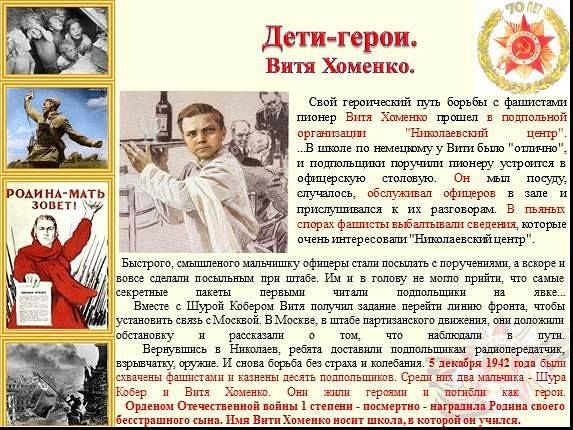 70 ЛЕТ
Дети-герои.
Витя Хоменко.
Свой героический путь борьбы с фашистами
пионер Витя Хоменко прошел в подпольной
организации "Николаевский центр".
...В школе по немецкому у Вити было "отлично",
и подпольщики поручили пионеру устроится в
офицерскую столовую. Он мыл посуду,
случалось, обслуживал офицеров в зале и
прислушивался к их разговорам. В пьяных
спорах фашисты выбалтывали сведения, которые
очень интересовали "Николаевский центр".
Быстрого, смышленого мальчишку офицеры стали посылать с поручениями, а вскоре и
вовсе сделали посыльным при штабе. Им и в голову не могло прийти, что самые
секретные пакеты первыми читали подпольщики на явке...
Вместе с Шурой Кобером Витя получил задание перейти линию фронта, чтобы
установить связь с Москвой. В Москве, в штабе партизанского движения, они доложили
обстановку и рассказали о том, что наблюдали в пути.
Вернувшись в Николаев, ребята доставили подпольщикам радиопередатчик,
взрывчатку, оружие. И снова борьба без страха и колебания. 5 декабря 1942 года были
схвачены фашистами и казнены десять подпольщиков. Среди них два мальчика - Шура
Кобер и Витя Хоменко. Они жили героями и погибли как герои.
Орденом Отечественной войны 1 степени - посмертно - наградила Родина своего
бесстрашного сына. Имя Вити Хоменко носит школа, в которой он учился.
РОДИНА-МАТЬ
ЗОВЕТ!